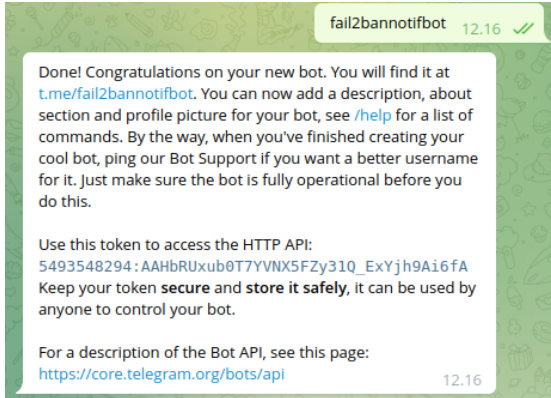 fail2bannotifbot 12.16
Done! Congratulations on your new bot. You will find it at
t.me/fail2bannotifbot. You can now add a description, about
section and profile picture for your bot, see /help for a list of
commands. By the way, when you've finished creating your
cool bot, ping our Bot Support if you want a better username
for it. Just make sure the bot is fully operational before you
do this.
Use this token to access the HTTP API:
5493548294:AAHbRUxub0T7YVNX5FZy31Q_ExYjh9Ai6fA
Keep your token secure and store it safely, it can be used by
anyone to control your bot.
For a description of the Bot API, see this page:
https://core.telegram.org/bots/api
12.16